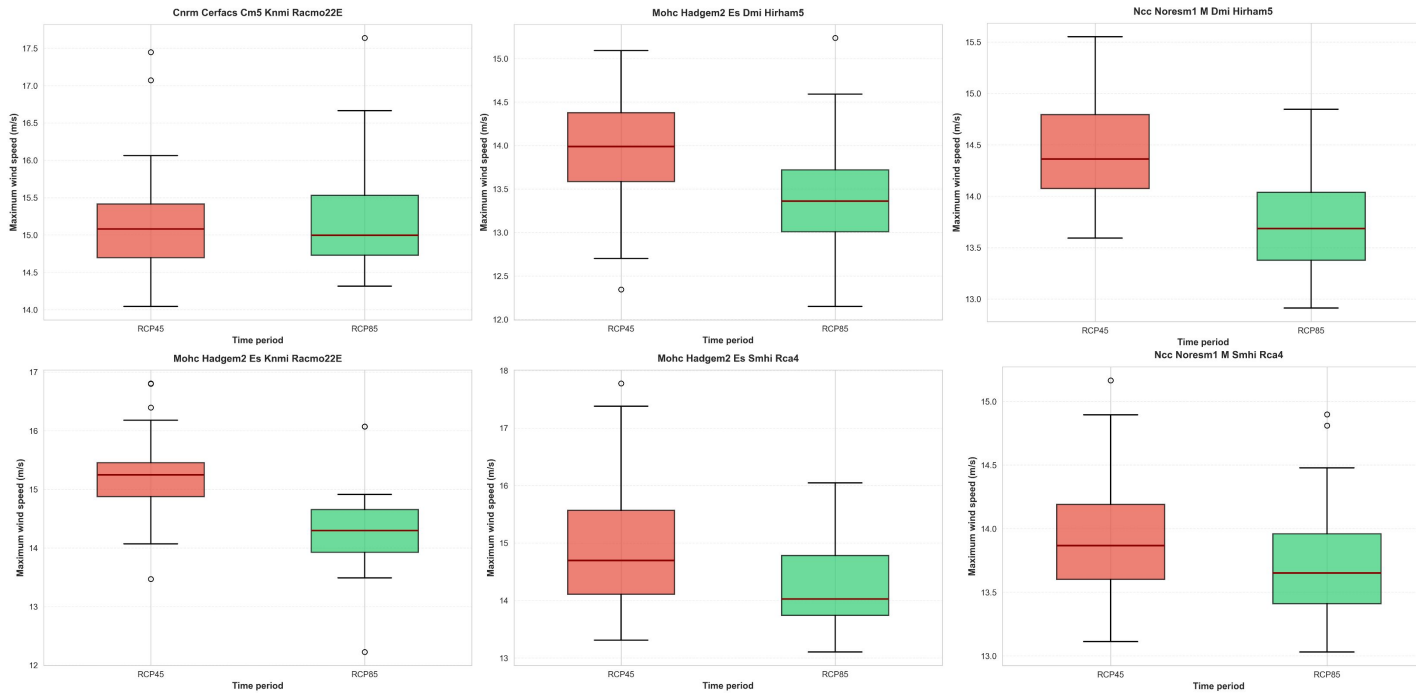 Cnrm Cerfacs Cm5 Knmi Racmo22E
Maximum wind speed (m/s)
17.5
17.0
16.5
16.0
15.5
15.0
14.5
14.0
RCP45
RCP85
Time period
Mohc Hadgem2 Es Dmi Hirham5
Maximum wind speed (m/s)
15.0
14.5
14.0
13.5
13.0
12.5
12.0
RCP45
RCP85
Time period
Ncc Noresm1 M Dmi Hirham5
Maximum wind speed (m/s)
15.5
15.0
14.5
14.0
13.5
13.0
RCP45
RCP85
Time period
Mohc Hadgem2 Es Knmi Racmo22E
Maximum wind speed (m/s)
17
16
15
14
13
12
RCP45
RCP85
Time period
Mohc Hadgem2 Es Smhi Rca4
Maximum wind speed (m/s)
18
17
16
15
14
13
RCP45
RCP85
Time period
Ncc Noresm1 M Smhi Rca4
Maximum wind speed (m/s)
15.0
14.5
14.0
13.5
13.0
RCP45
RCP85
Time period